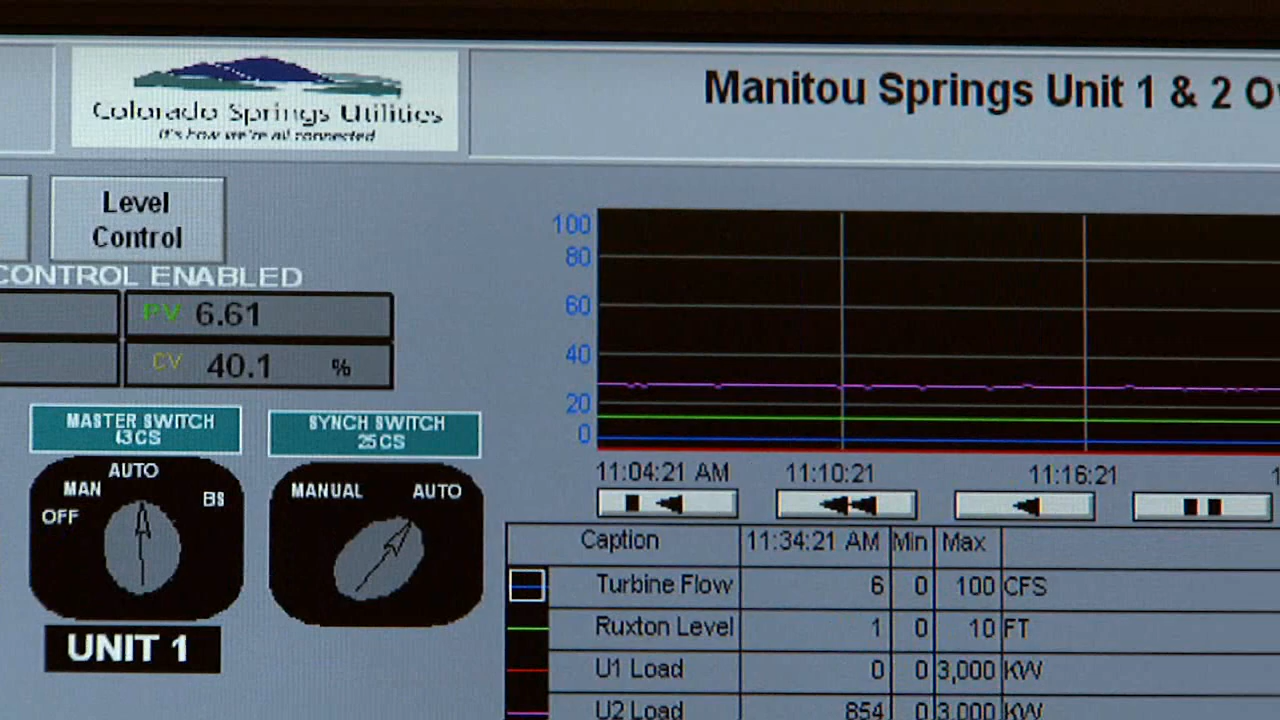 Colorado Springs Utilities
It's how we're all connected
Manitou Springs Unit 1 & 2
Level
Control
CONTROL ENABLED
PV 6.61
CV 40.1 %
MASTER SWITCH
43CS
OFF MAN AUTO BS
UNIT 1
SYNCH SWITCH
25CS
MANUAL AUTO
100
80
60
40
20
0
11:04:21 AM 11:10:21 11:16:21
Caption 11:34:21 AM Min Max
Turbine Flow 6 0 100 CFS
Ruxton Level 1 0 10 FT
U1 Load 0 0 3,000 KW
U2 Load 854 0 3,000 KW